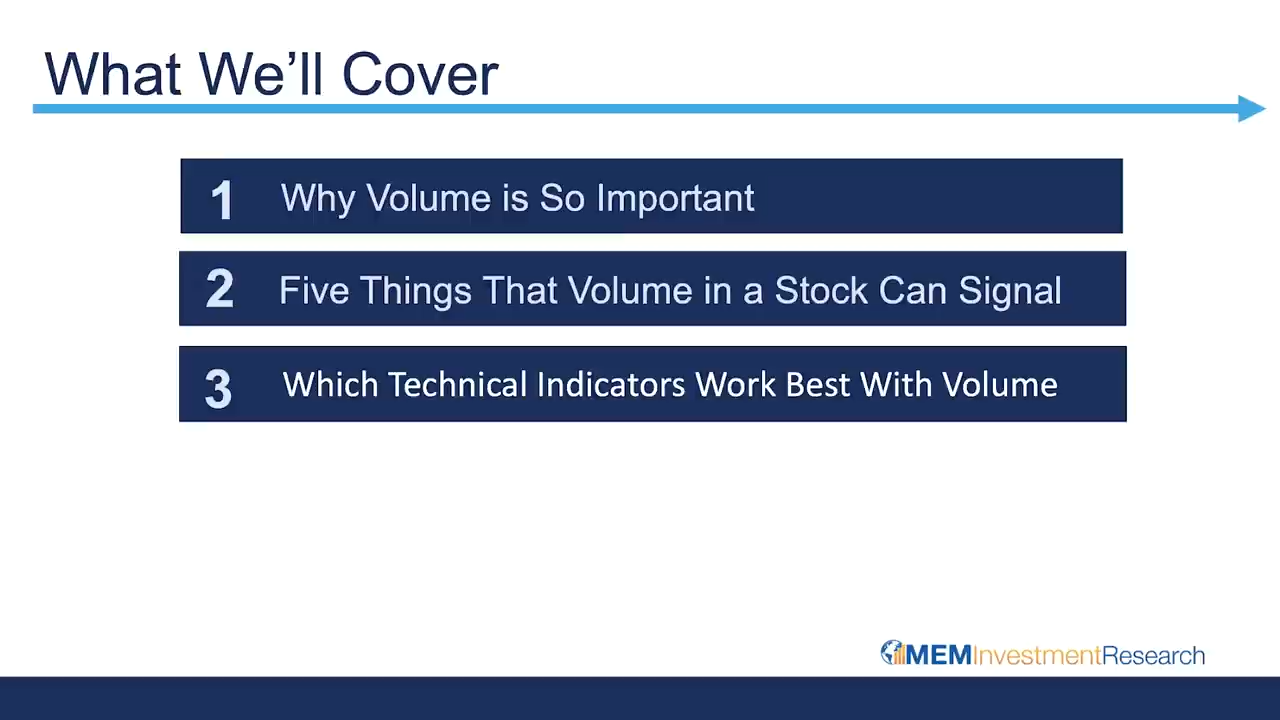 What We’ll Cover
1 Why Volume is So Important
2 Five Things That Volume in a Stock Can Signal
3 Which Technical Indicators Work Best With Volume
MEMInvestmentResearch